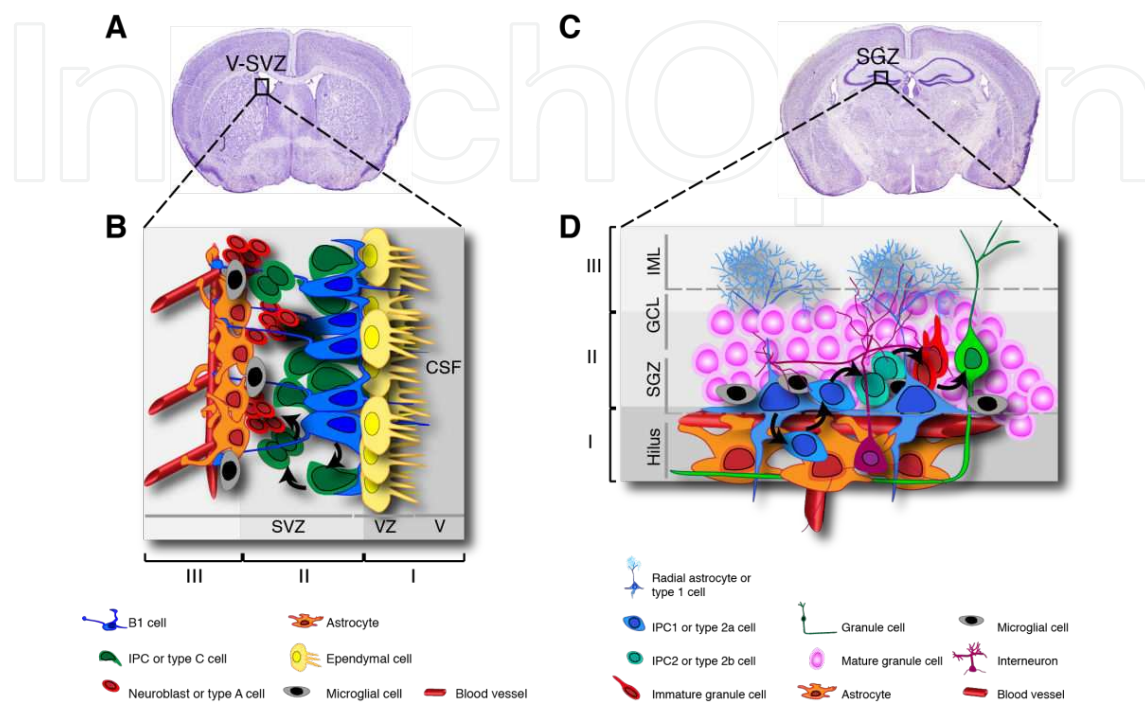 A
V-SVZ
C
SGZ
B
CSF
SVZ
VZ
V
III
II
I
D
III
II
I
IML
GCL
SGZ
Hilus
B1 cell
Astrocyte
IPC or type C cell
Ependymal cell
Neuroblast or type A cell
Microglial cell
Blood vessel
Radial astrocyte or
type 1 cell
IPC1 or type 2a cell
Granule cell
Microglial cell
IPC2 or type 2b cell
Mature granule cell
Interneuron
Immature granule cell
Astrocyte
Blood vessel